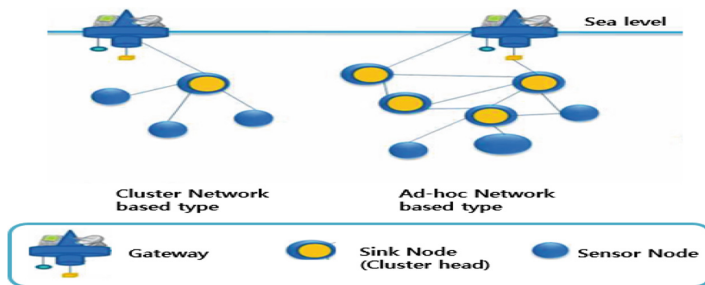 Sea level
Cluster Network
based type
Ad-hoc Network
based type
Gateway
Sink Node
(Cluster head)
Sensor Node